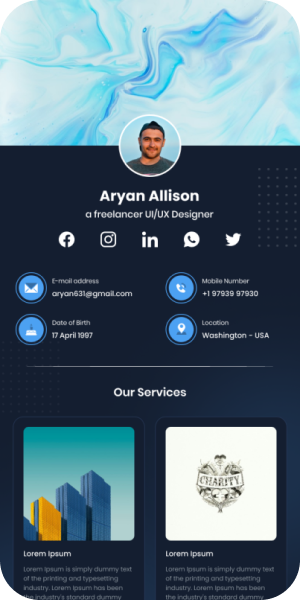 Aryan Allison
a freelancer UI/UX Designer
E-mail address
aryan631@gmail.com
Mobile Number
+1 97939 97930
Date of Birth
17 April 1997
Location
Washington - USA
Our Services
CHARITY
Lorem Ipsum
Lorem Ipsum is simply dummy text
of the printing and typesetting
industry. Lorem Ipsum has been
the industry's standard dummy
Lorem Ipsum
Lorem Ipsum is simply dummy text
of the printing and typesetting
industry. Lorem Ipsum has been
the industry's standard dummy